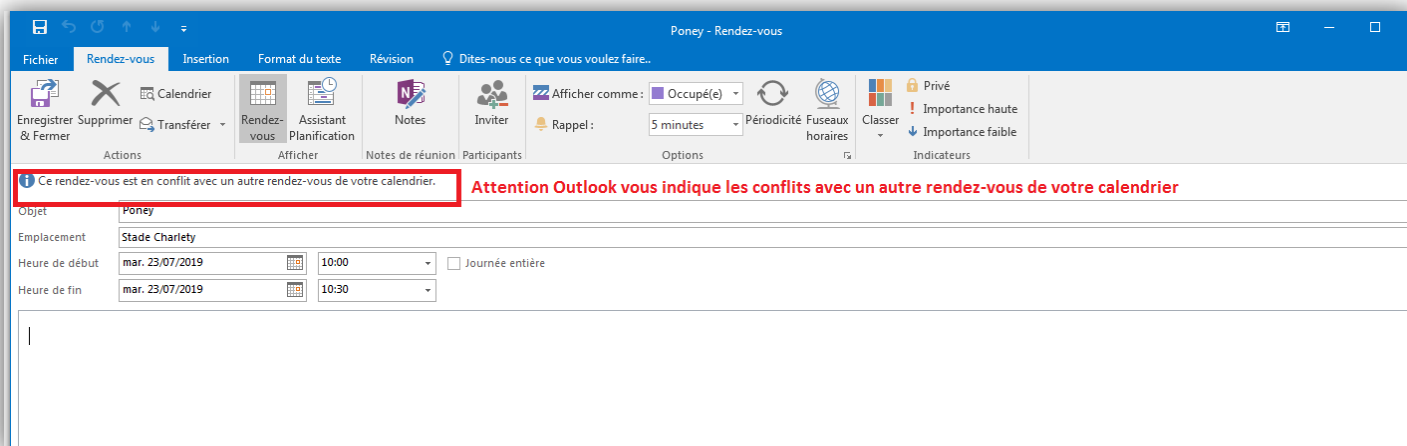 Poney - Rendez-vous
Fichier Rendez-vous Insertion Format du texte Révision Dites-nous ce que vous voulez faire..
Enregistrer & Fermer
Supprimer
Calendrier
Transférer
Actions
Rendez-vous
Assistant Planification
Afficher
Notes
Notes de réunion
Inviter
Participants
Afficher comme : Occupé(e)
Rappel : 5 minutes
Périodicité
Fuseaux horaires
Options
Classer
Privé
Importance haute
Importance faible
Indicateurs
Ce rendez-vous est en conflit avec un autre rendez-vous de votre calendrier.
Attention Outlook vous indique les conflits avec un autre rendez-vous de votre calendrier
Objet Poney
Emplacement Stade Charlety
Heure de début mar. 23/07/2019 10:00 Journée entière
Heure de fin mar. 23/07/2019 10:30